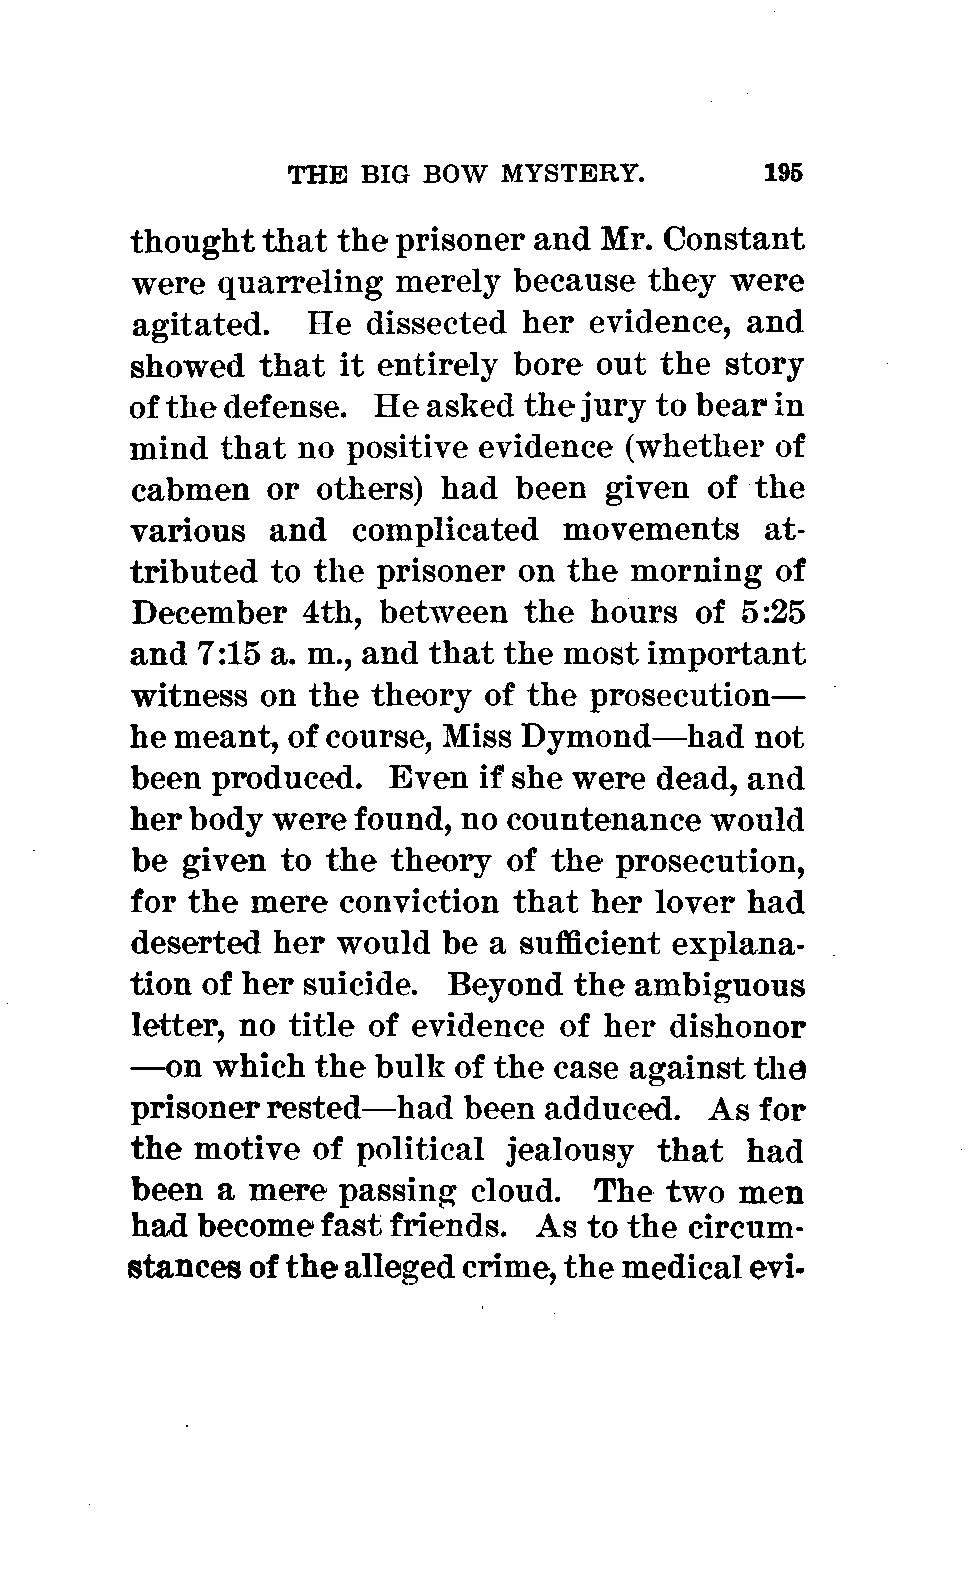 THE BIG BOW MYSTERY. 195
thought that the prisoner and Mr. Constant
were quarreling merely because they were
agitated. He dissected her evidence, and
showed that it entirely bore out the story
of the defense. He asked the jury to bear in
mind that no positive evidence (whether of
cabmen or others) had been given of the
various and complicated movements at-
tributed to the prisoner on the morning of
December 4th, between the hours of 5:25
and 7:15 a. m., and that the most important
witness on the theory of the prosecution—
he meant, of course, Miss Dymond—had not
been produced. Even if she were dead, and
her body were found, no countenance would
be given to the theory of the prosecution,
for the mere conviction that her lover had
deserted her would be a sufficient explana-
tion of her suicide. Beyond the ambiguous
letter, no title of evidence of her dishonor
—on which the bulk of the case against the
prisoner rested—had been adduced. As for
the motive of political jealousy that had
been a mere passing cloud. The two men
had become fast friends. As to the circum-
stances of the alleged crime, the medical evi-